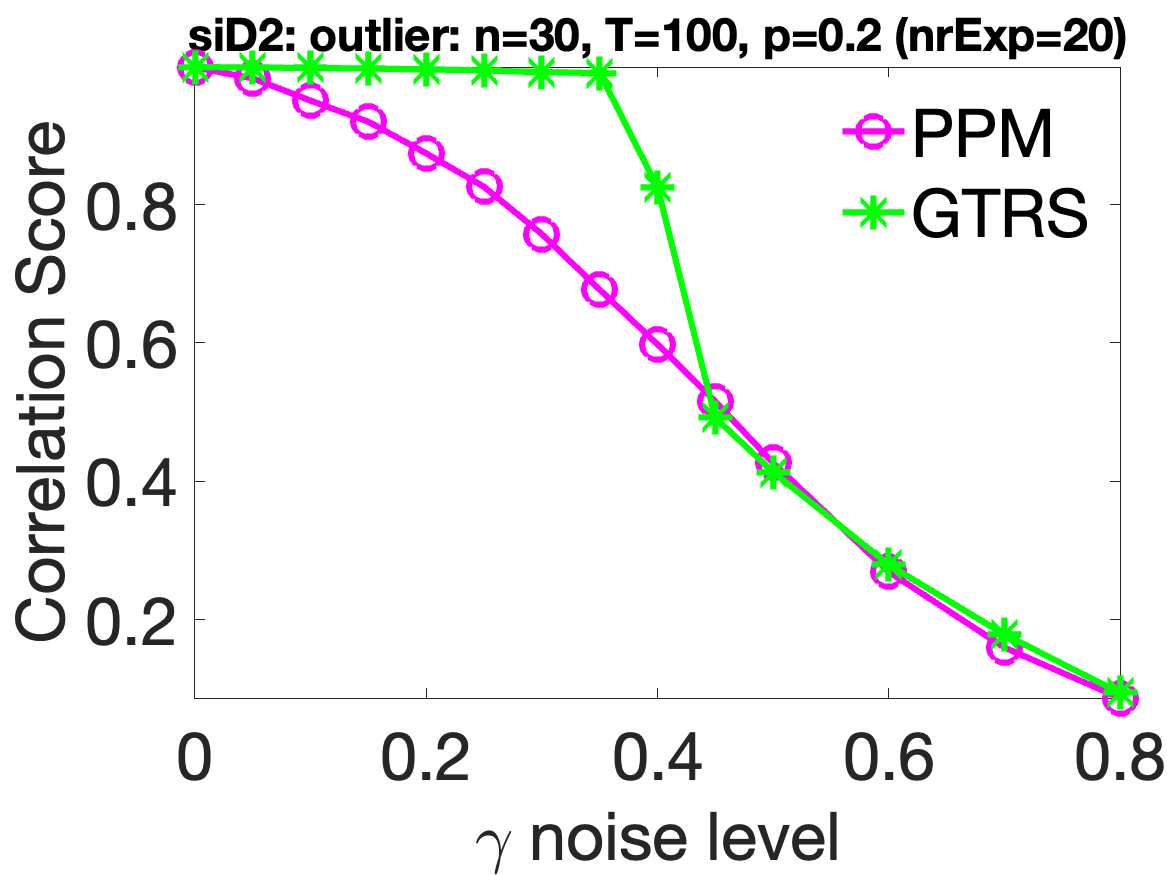 siD2: outlier: n=30, T=100, p=0.2 (nrExp=20)
PPM
GTRS
Correlation Score
0.8
0.6
0.4
0.2
0 0.2 0.4 0.6 0.8
γ noise level